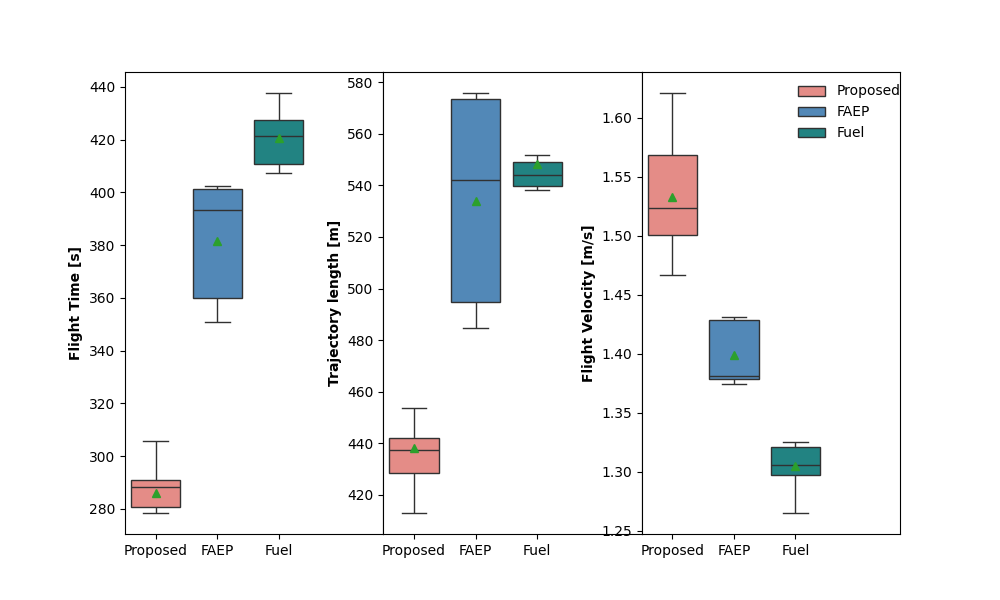 Flight Time [s]
440
420
400
380
360
340
320
300
280
Proposed
FAEP
Fuel
Trajectory length [m]
580
560
540
520
500
480
460
440
420
Proposed
FAEP
Fuel
Flight Velocity [m/s]
1.60
1.55
1.50
1.45
1.40
1.35
1.30
1.25
Proposed
FAEP
Fuel
Proposed
FAEP
Fuel